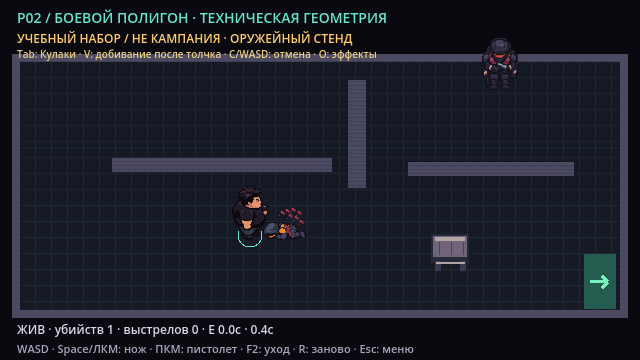 P02 / БОЕВОЙ ПОЛИГОН · ТЕХНИЧЕСКАЯ ГЕОМЕТРИЯ
УЧЕБНЫЙ НАБОР / НЕ КАМПАНИЯ · ОРУЖЕЙНЫЙ СТЕНД
Tab: Кулаки · V: добивание после толчка · C/WASD: отмена · O: эффекты
ЖИВ · убийств 1 · выстрелов 0 · E 0.0с · 0.4с
WASD · Space/ЛКМ: нож · ПКМ: пистолет · F2: уход · R: заново · Esc: меню